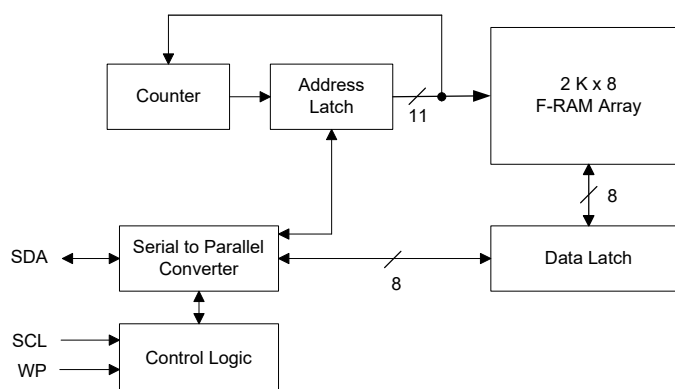 Counter
Address
Latch
11
2 K x 8
F-RAM Array
8
SDA
Serial to Parallel
Converter
8
Data Latch
SCL
WP
Control Logic